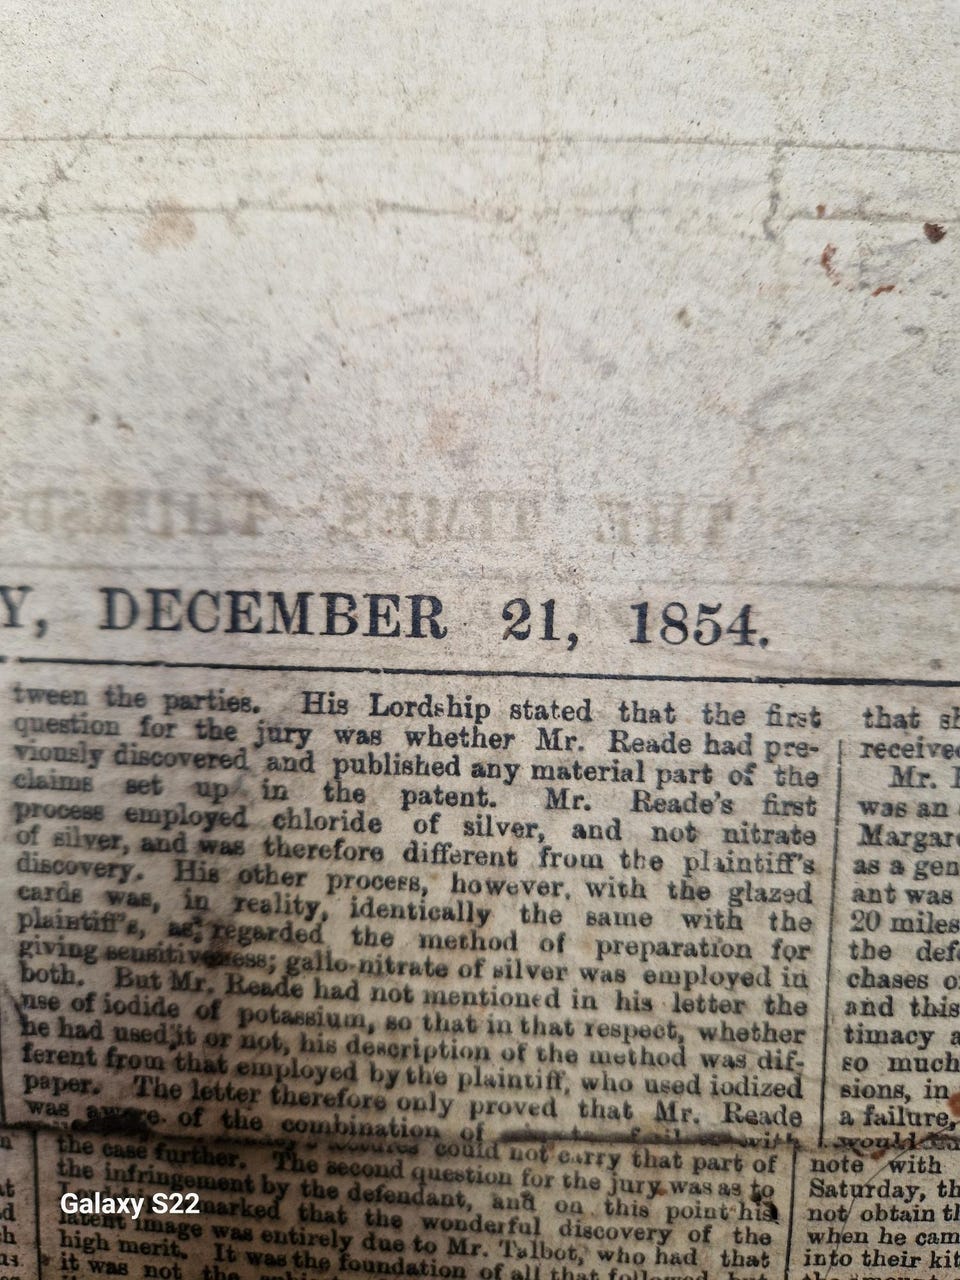 THE TIMES, THURSD
Y, DECEMBER 21, 1854.
tween the parties. His Lordship stated that the first
question for the jury was whether Mr. Reade had pre-
viously discovered and published any material part of the
claims set up in the patent. Mr. Reade's first
process employed chloride of silver, and not nitrate
of silver, and was therefore different from the plaintiff's
discovery. His other process, however, with the glazed
cards was, in reality, identically the same with the
plaintiff's, as regarded the method of preparation for
giving sensitiveness; gallo-nitrate of silver was employed in
both. But Mr. Reade had not mentioned in his letter the
use of iodide of potassium, so that in that respect, whether
he had used it or not, his description of the method was dif-
ferent from that employed by the plaintiff, who used iodized
paper. The letter therefore only proved that Mr. Reade
was aware of the combination of
could not carry that part of
the case further. The second question for the jury was as to
the infringement by the defendant, and on this point his
marked that the wonderful discovery of the
latent image was entirely due to Mr. Talbot, who had that
high merit. It was the foundation of all that followed, but
it was not the
that sh
received
Mr. 
was an
Margare
as a gen
ant was
20 miles
the defe
chases o
and this
timacy a
so much
sions, in
a failure,
would
note with
Saturday, th
not obtain th
when he cam
into their kit
Galaxy S22